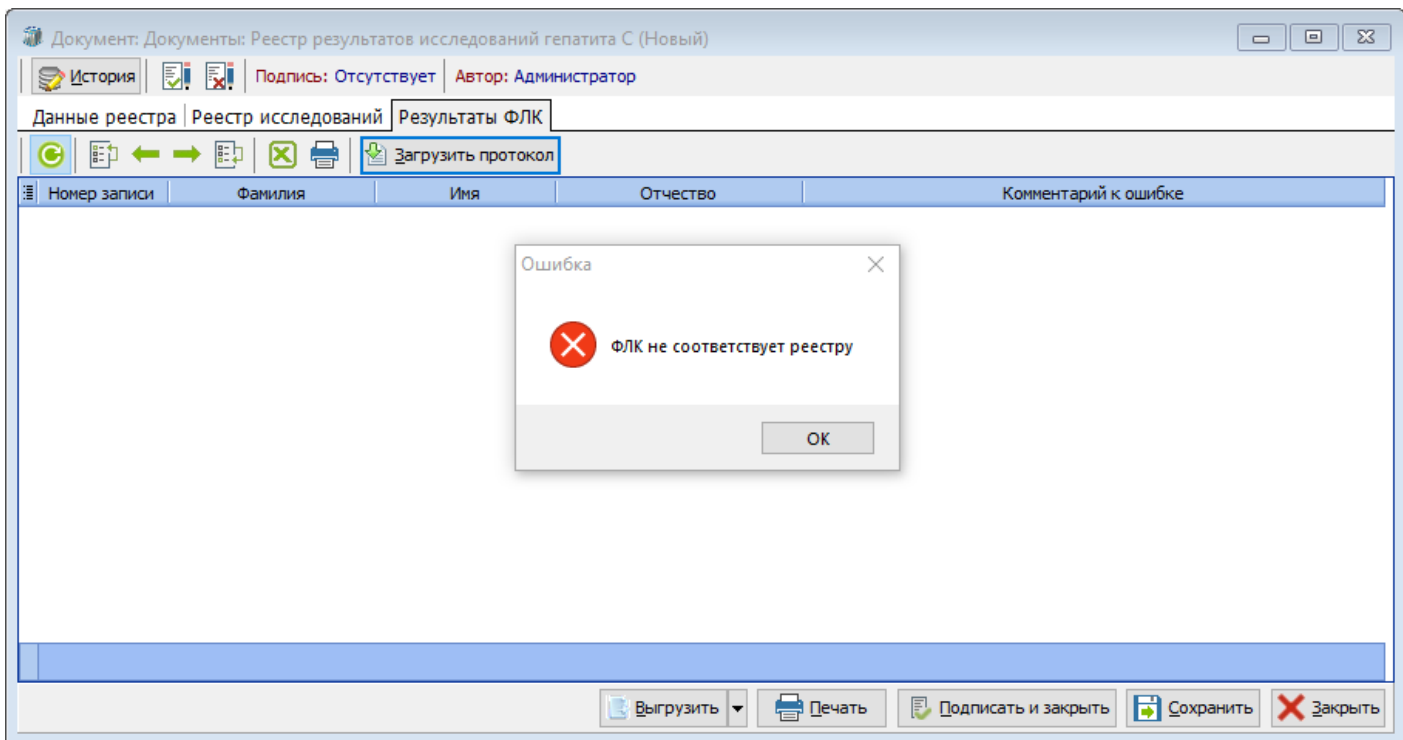 Документ: Документы: Реестр результатов исследований гепатита С (Новый)
История Подпись: Отсутствует Автор: Администратор
Данные реестра Реестр исследований Результаты ФЛК
Загрузить протокол
Номер записи Фамилия Имя Отчество Комментарий к ошибке
Ошибка
ФЛК не соответствует реестру
ОК
Выгрузить Печать Подписать и закрыть Сохранить Закрыть